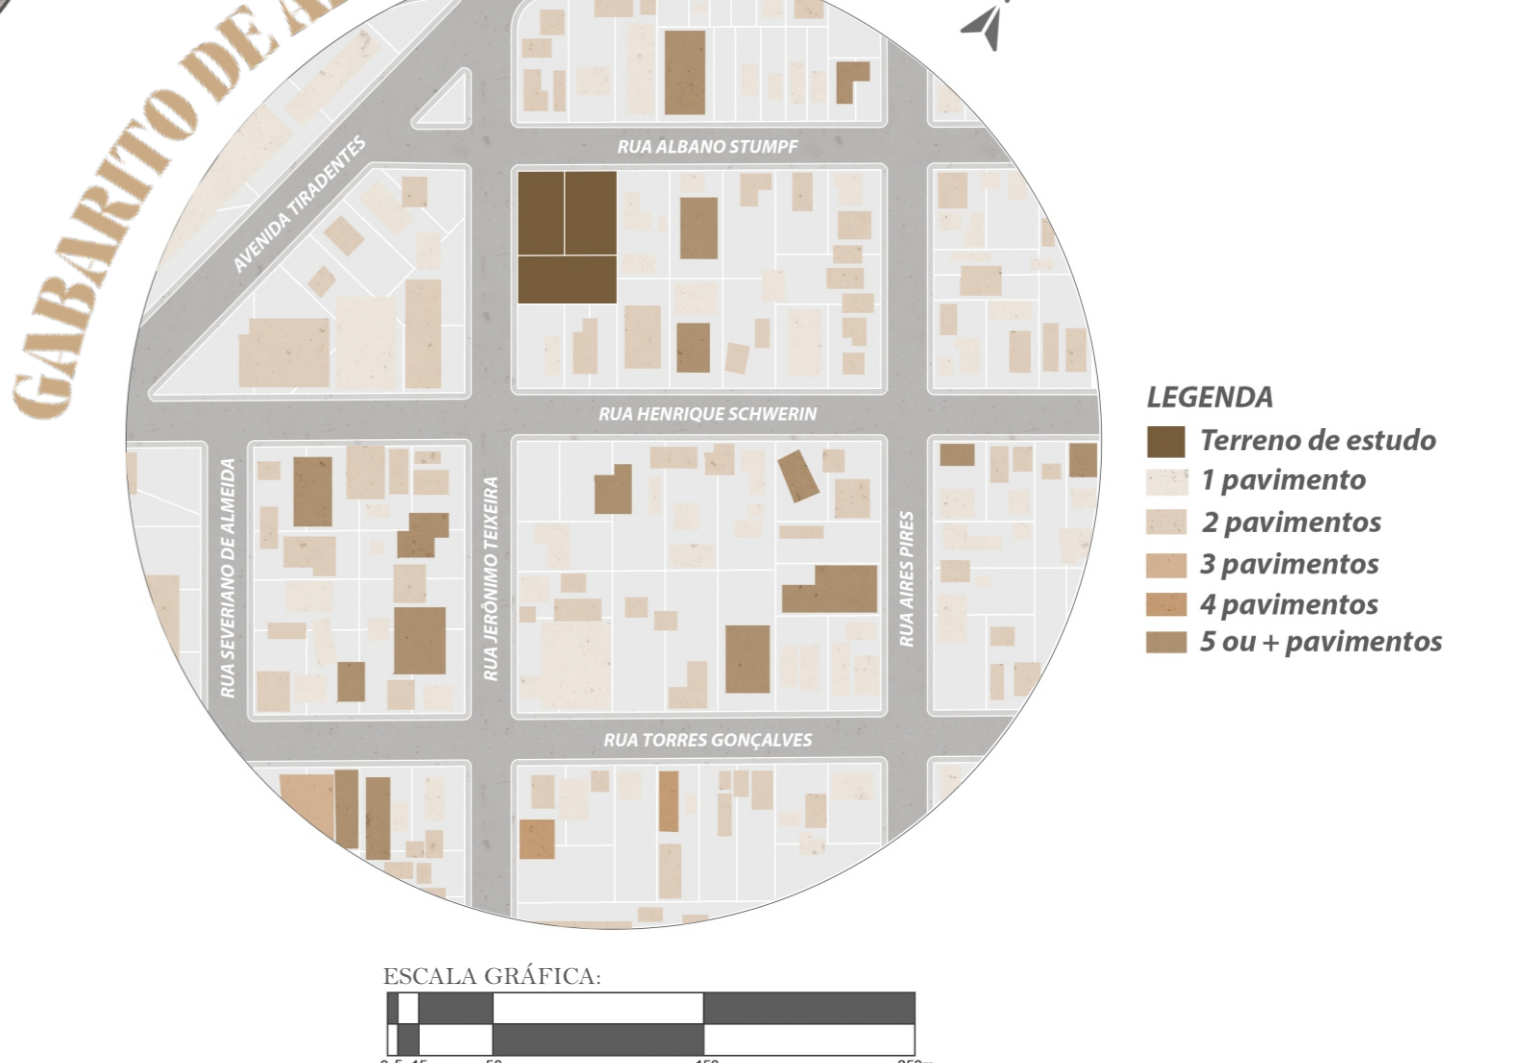 GABARITO DE
AVENIDA TIRADENTES
RUA ALBANO STUMPF
RUA HENRIQUE SCHWERIN
RUA SEVERIANO DE ALMEIDA
RUA JERÔNIMO TEIXEIRA
RUA AIRES PIRES
RUA TORRES GONÇALVES
LEGENDA
Terreno de estudo
1 pavimento
2 pavimentos
3 pavimentos
4 pavimentos
5 ou + pavimentos
ESCALA GRÁFICA: